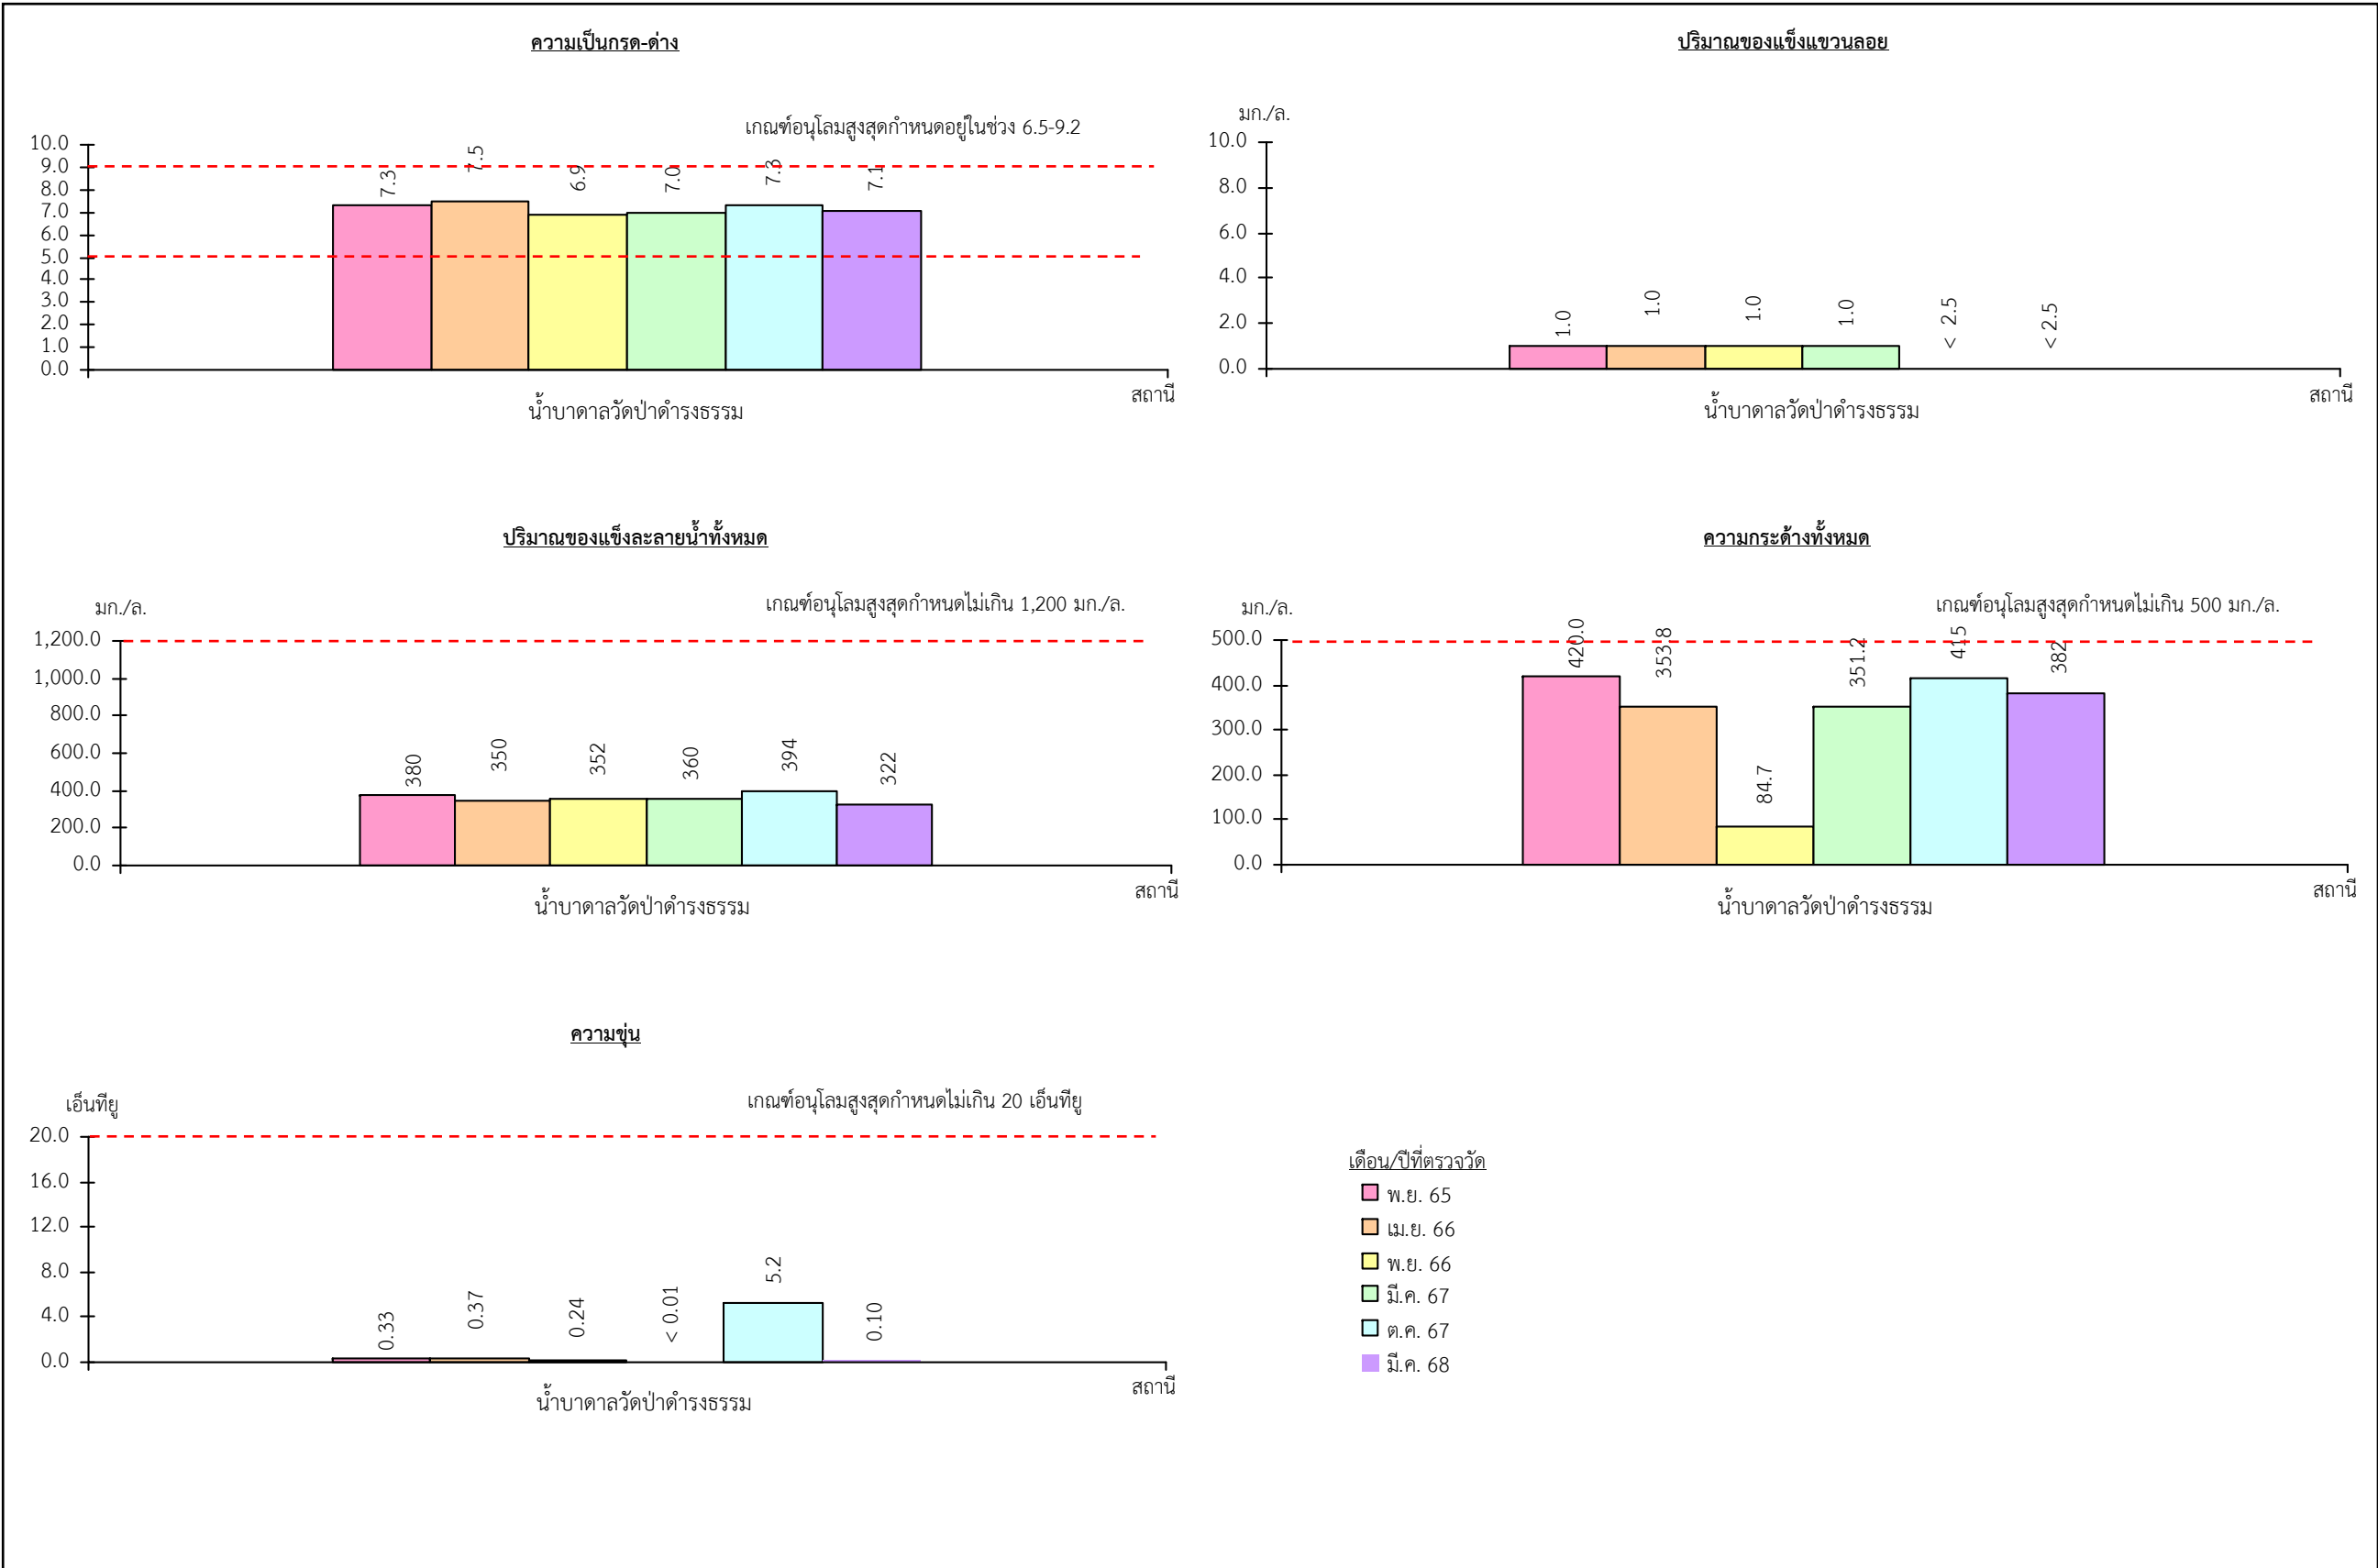 ความเป็นกรด-ด่าง
เกณฑ์อนุโลมสูงสุดกำหนดอยู่ในช่วง 6.5-9.2
10.0
9.0
8.0
7.0
6.0
5.0
4.0
3.0
2.0
1.0
0.0
7.3
7.5
6.9
7.0
7.3
7.1
สถานี
น้ำบาดาลวัดป่าดำรงธรรม
ปริมาณของแข็งแขวนลอย
มก./ล.
10.0
8.0
6.0
4.0
2.0
0.0
1.0
1.0
1.0
1.0
< 2.5
< 2.5
สถานี
น้ำบาดาลวัดป่าดำรงธรรม
ปริมาณของแข็งละลายน้ำทั้งหมด
มก./ล.
เกณฑ์อนุโลมสูงสุดกำหนดไม่เกิน 1,200 มก./ล.
1,200.0
1,000.0
800.0
600.0
400.0
200.0
0.0
380
350
352
360
394
322
สถานี
น้ำบาดาลวัดป่าดำรงธรรม
ความกระด้างทั้งหมด
มก./ล.
เกณฑ์อนุโลมสูงสุดกำหนดไม่เกิน 500 มก./ล.
500.0
400.0
300.0
200.0
100.0
0.0
420.0
353.8
84.7
351.2
415
382
สถานี
น้ำบาดาลวัดป่าดำรงธรรม
ความขุ่น
เอ็นทียู
เกณฑ์อนุโลมสูงสุดกำหนดไม่เกิน 20 เอ็นทียู
20.0
16.0
12.0
8.0
4.0
0.0
0.33
0.37
0.24
< 0.01
5.2
0.10
สถานี
น้ำบาดาลวัดป่าดำรงธรรม
เดือน/ปีที่ตรวจวัด
พ.ย. 65
เม.ย. 66
พ.ย. 66
มี.ค. 67
ต.ค. 67
มี.ค. 68